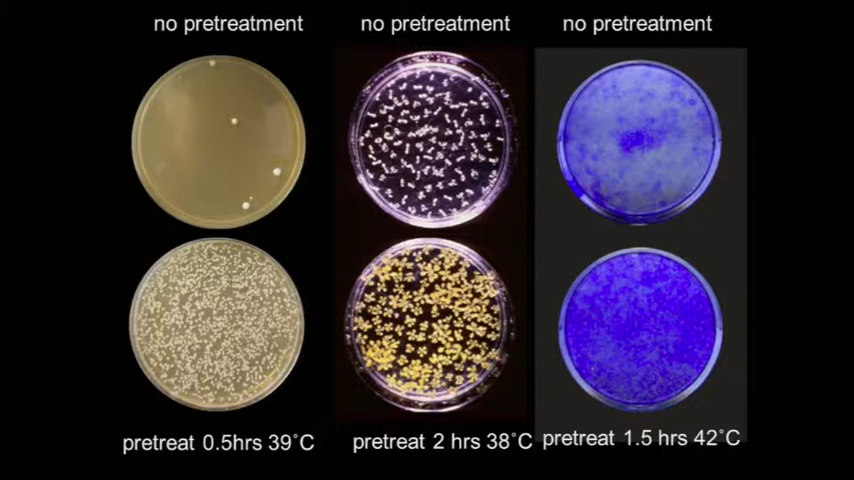 no pretreatment
no pretreatment
no pretreatment
pretreat 0.5hrs 39˚C
pretreat 2 hrs 38˚C
pretreat 1.5 hrs 42˚C